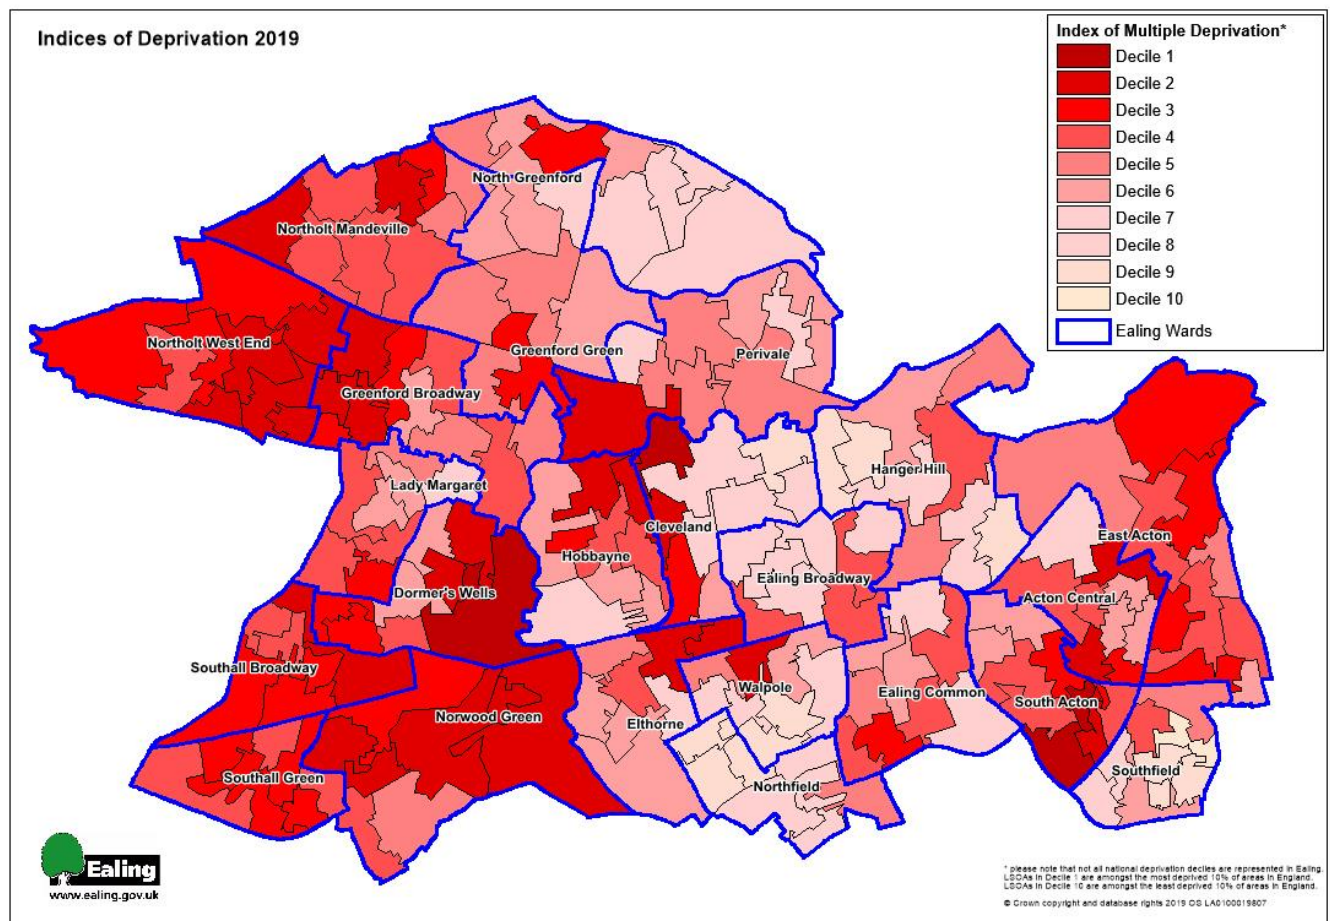 Indices of Deprivation 2019
Index of Multiple Deprivation*
Decile 1
Decile 2
Decile 3
Decile 4
Decile 5
Decile 6
Decile 7
Decile 8
Decile 9
Decile 10
Ealing Wards
North Greenford
Northolt Mandeville
Northolt West End
Greenford Green
Perivale
Greenford Broadway
Hanger Hill
Lady Margaret
Cleveland
East Acton
Hobbayne
Ealing Broadway
Dormer's Wells
Acton Central
Southall Broadway
Walpole
Ealing Common
South Acton
Norwood Green
Elthorne
Southall Green
Northfield
Southfield
Ealing
www.ealing.gov.uk
* please note that not all national deprivation deciles are represented in Ealing.
LSOAs in Decile 1 are amongst the most deprived 10% of areas in England.
LSOAs in Decile 10 are amongst the least deprived 10% of areas in England.
© Crown copyright and database rights 2019 OS LA0100019807